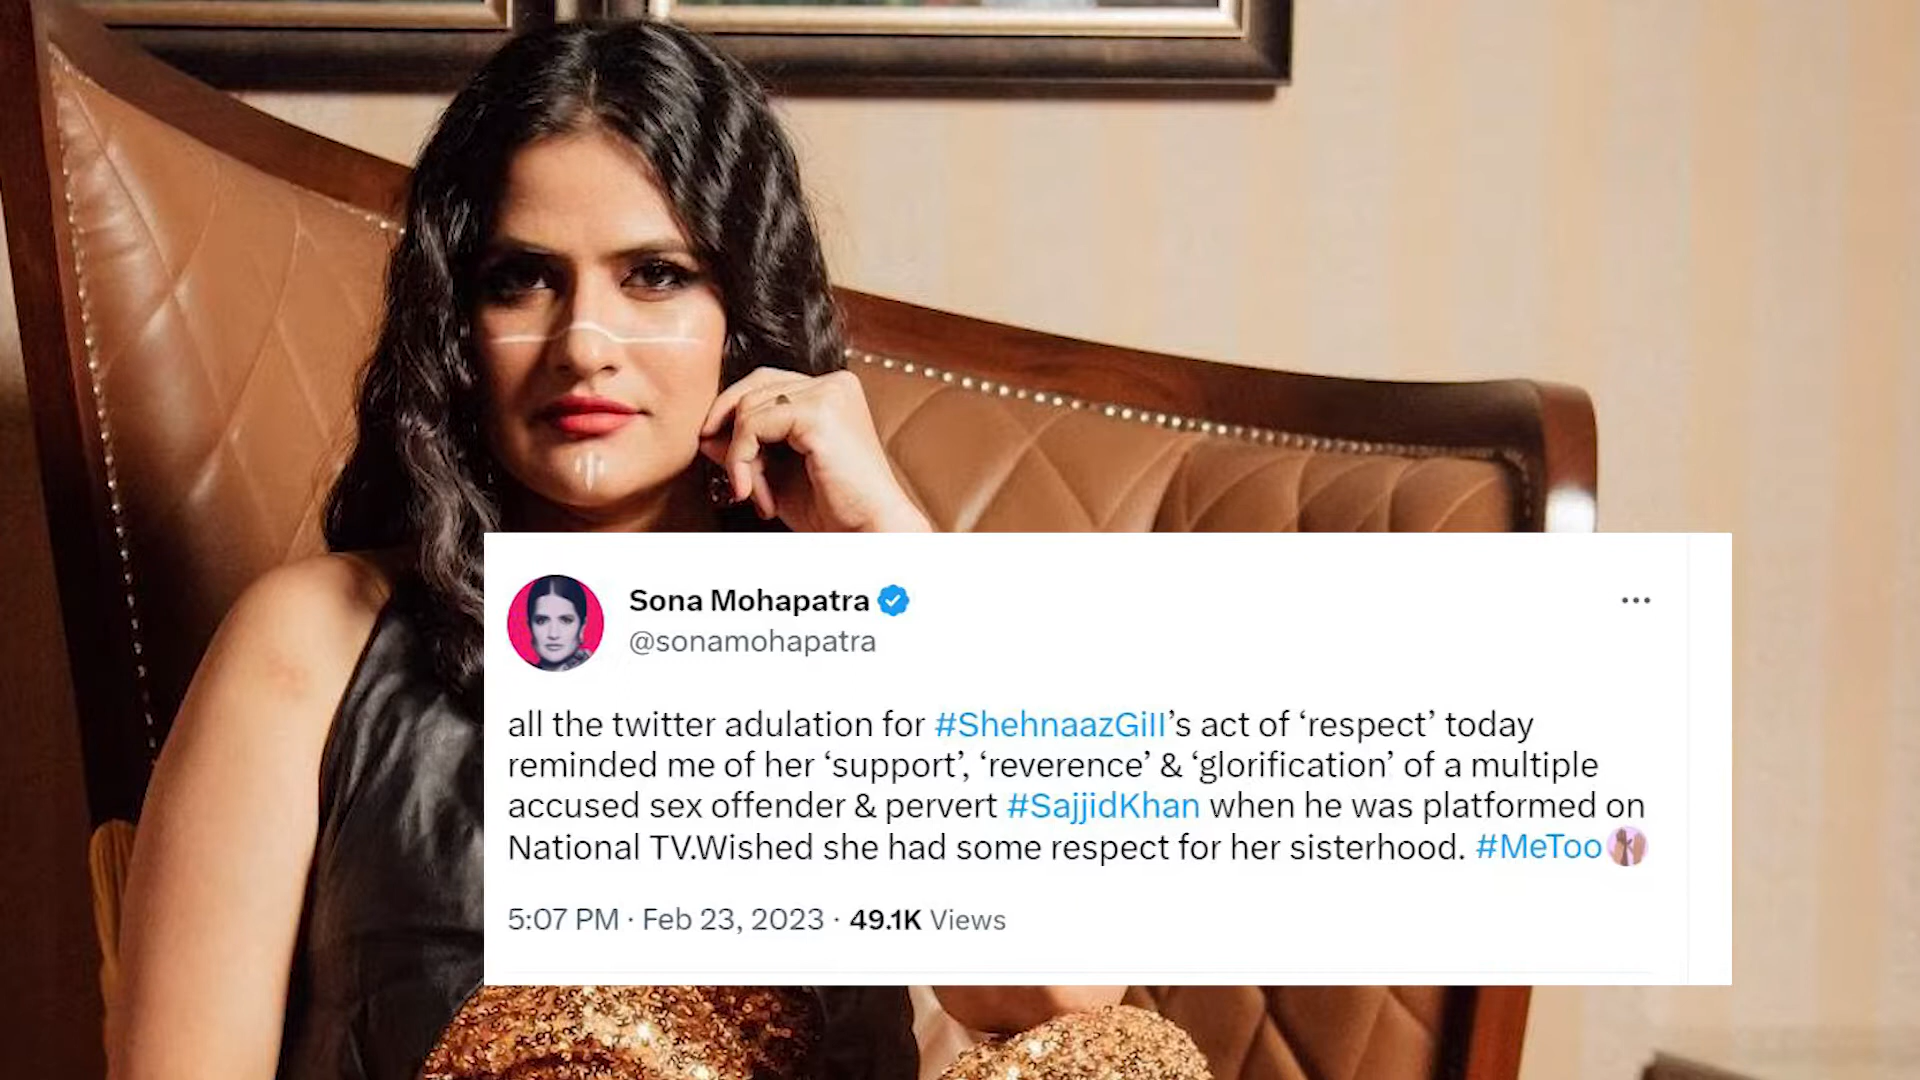 Sona Mohapatra
@sonamohapatra
all the twitter adulation for #ShehnaazGill's act of ‘respect’ today
reminded me of her ‘support’, ‘reverence’ & ‘glorification’ of a multiple
accused sex offender & pervert #SajjidKhan when he was platformed on
National TV.Wished she had some respect for her sisterhood. #MeToo
5:07 PM · Feb 23, 2023 · 49.1K Views